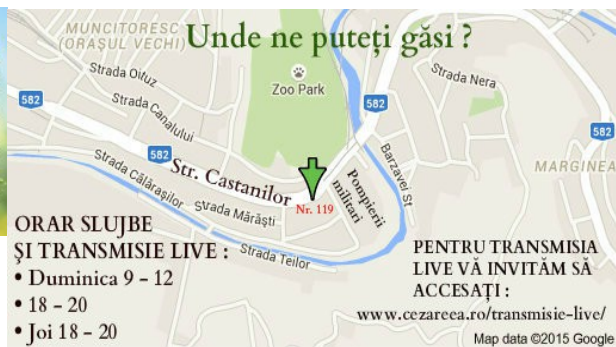 Unde ne puteți găsi ?
MUNCITORESC
(ORAȘUL VECHI)
Strada Oituz
Zoo Park
Strada Nera
582
582
Strada Canalului
582
582
Str. Castanilor
MARGINEA
Strada Călărașilor
Barzavei St
Pompierii
militari
Nr. 119
Strada Mărăști
Strada Teilor
ORAR SLUJBE
ȘI TRANSMISIE LIVE :
• Duminica 9 – 12
• 18 – 20
• Joi 18 – 20
PENTRU TRANSMISIA
LIVE VĂ INVITĂM SĂ
ACCESAȚI :
www.cezareea.ro/transmisie-live/
Map data ©2015 Google